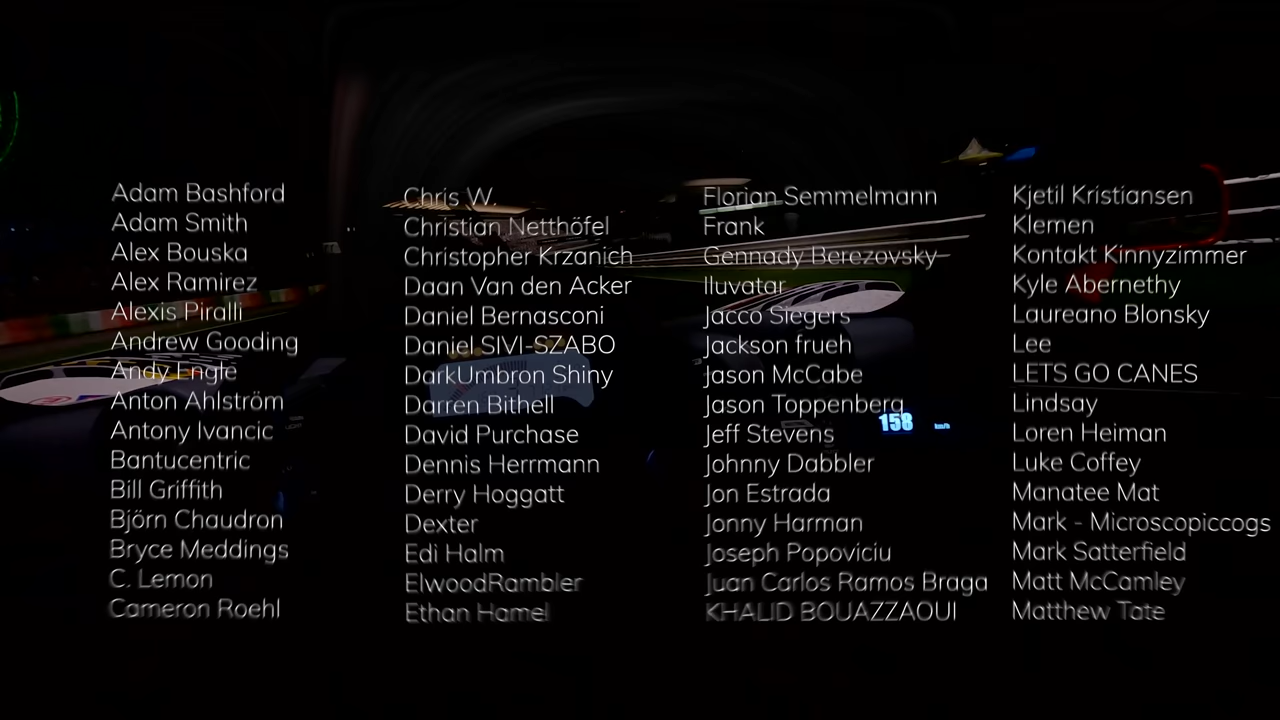 Adam Bashford
Adam Smith
Alex Bouska
Alex Ramirez
Alexis Piralli
Andrew Gooding
Andy Engle
Anton Ahlström
Antony Ivancic
Bantucentric
Bill Griffith
Björn Chaudron
Bryce Meddings
C. Lemon
Cameron Roehl
Chris W.
Christian Netthöfel
Christopher Krzanich
Daan Van den Acker
Daniel Bernasconi
Daniel SIVI-SZABO
DarkUmbron Shiny
Darren Bithell
David Purchase
Dennis Herrmann
Derry Hoggatt
Dexter
Edi Halm
ElwoodRambler
Ethan Hamel
Florian Semmelmann
Frank
Gennady Berezovsky
Iluvatar
Jacco Siegers
Jackson frueh
Jason McCabe
Jason Toppenberg
Jeff Stevens
Johnny Dabbler
Jon Estrada
Jonny Harman
Joseph Popoviciu
Juan Carlos Ramos Braga
KHALID BOUAZZAOUI
158 km/h
Kjetil Kristiansen
Klemen
Kontakt Kinnyzimmer
Kyle Abernethy
Laureano Blonsky
Lee
LETS GO CANES
Lindsay
Loren Heiman
Luke Coffey
Manatee Mat
Mark - Microscopiccogs
Mark Satterfield
Matt McCamley
Matthew Tate